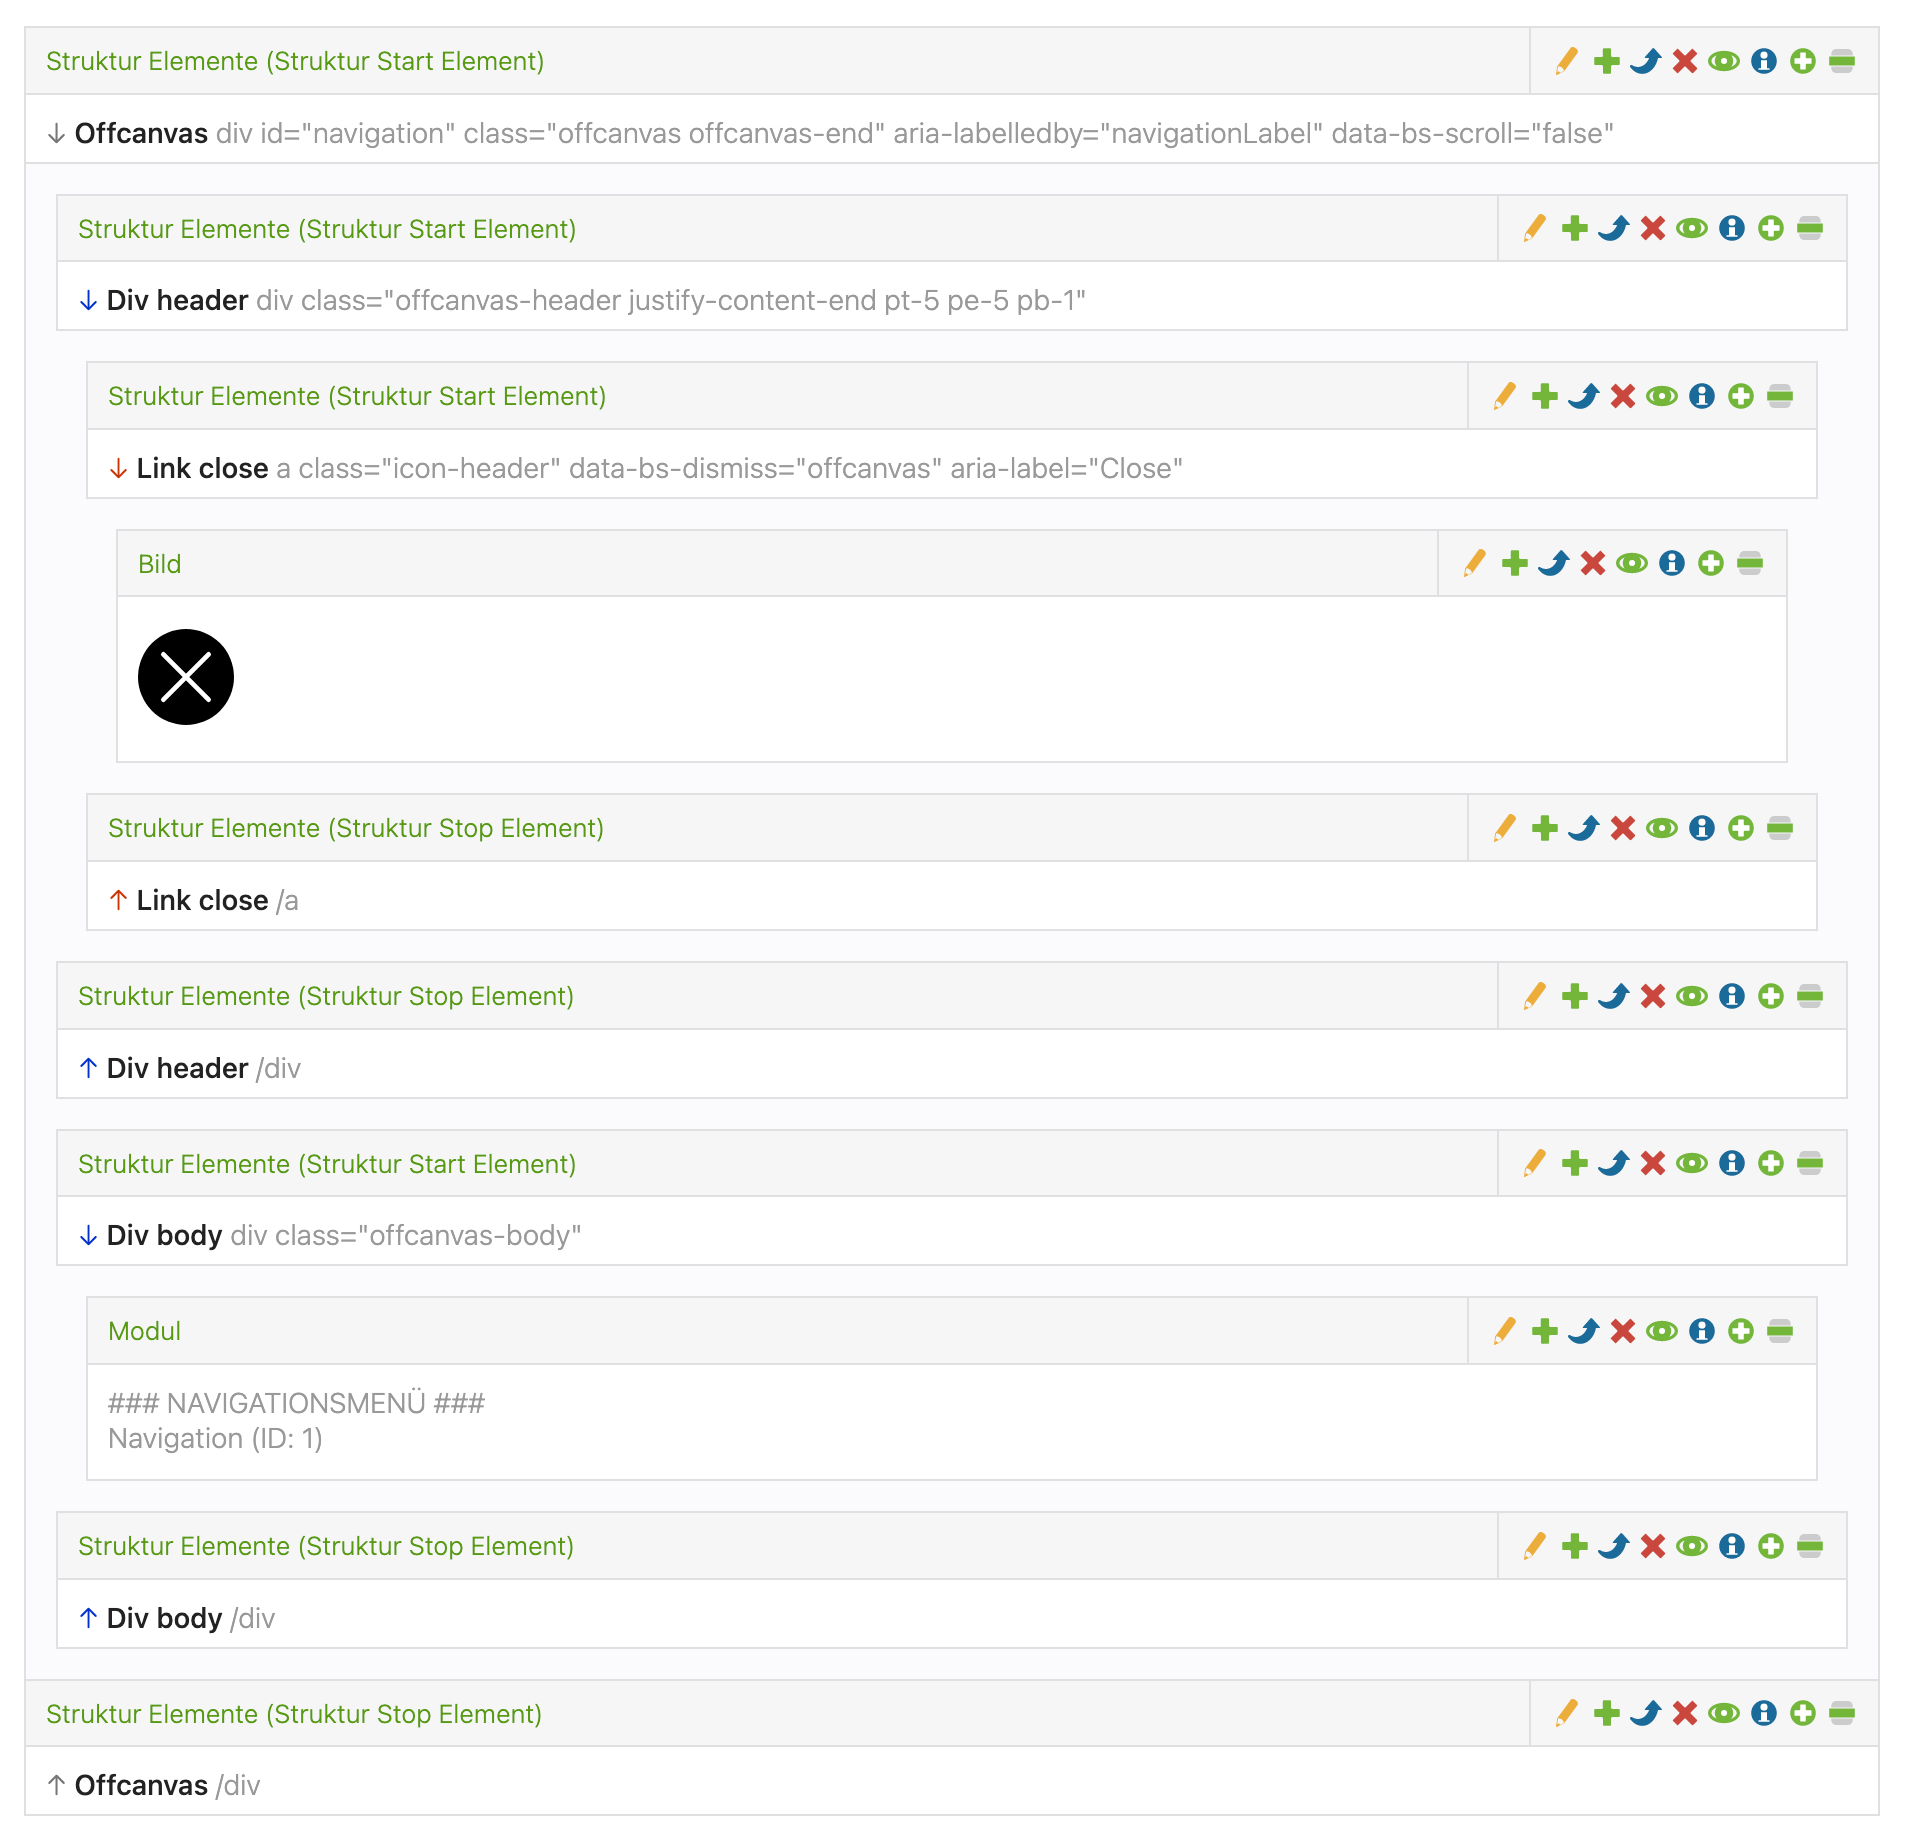 Struktur Elemente (Struktur Start Element)
Offcanvas div id="navigation" class="offcanvas offcanvas-end" aria-labelledby="navigationLabel" data-bs-scroll="false"
Struktur Elemente (Struktur Start Element)
Div header div class="offcanvas-header justify-content-end pt-5 pe-5 pb-1"
Struktur Elemente (Struktur Start Element)
Link close a class="icon-header" data-bs-dismiss="offcanvas" aria-label="Close"
Bild
Struktur Elemente (Struktur Stop Element)
Link close /a
Struktur Elemente (Struktur Stop Element)
Div header /div
Struktur Elemente (Struktur Start Element)
Div body div class="offcanvas-body"
Modul
### NAVIGATIONSMENÜ ###
Navigation (ID: 1)
Struktur Elemente (Struktur Stop Element)
Div body /div
Struktur Elemente (Struktur Stop Element)
Offcanvas /div